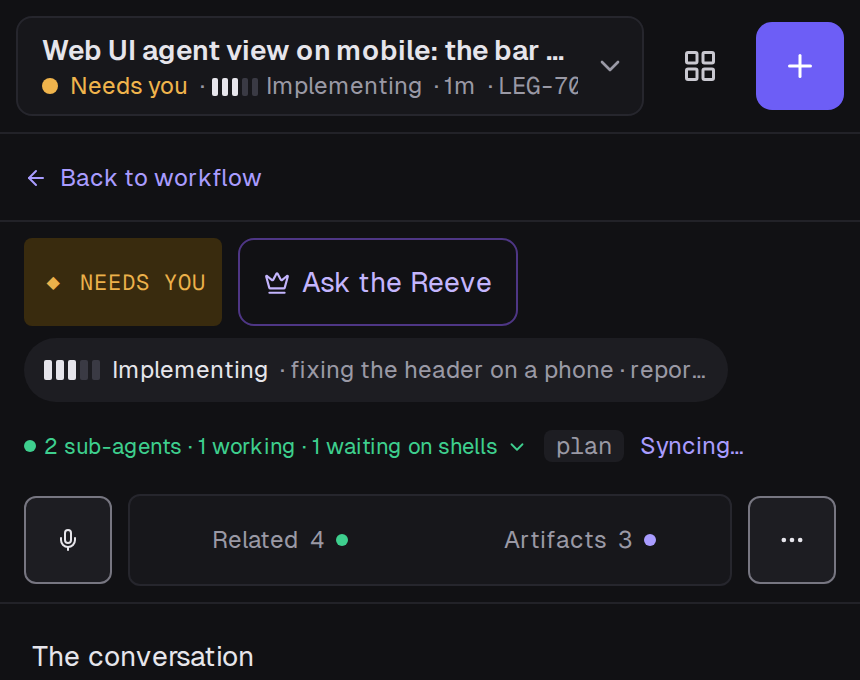 Web UI agent view on mobile: the bar …
Needs you · Implementing · 1m · LEG-70
Back to workflow
◆ NEEDS YOU
Ask the Reeve
Implementing · fixing the header on a phone · repor…
2 sub-agents · 1 working · 1 waiting on shells
plan
Syncing…
Related 4
Artifacts 3
The conversation